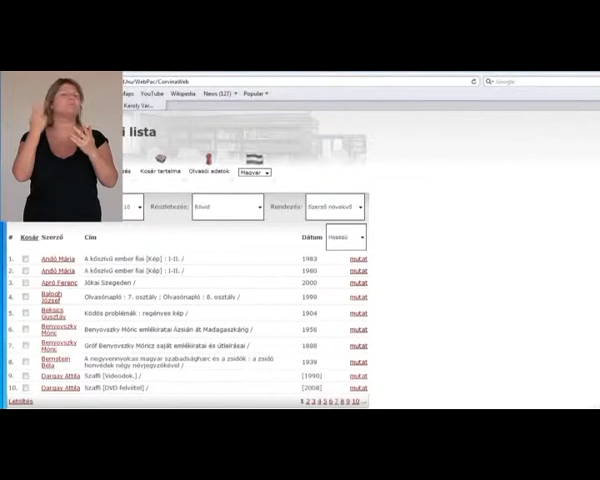 Ihu/WebPac/CorvinaWeb
Google
Maps YouTube Wikipedia News (127) Popular
Karoly Var...
i lista
Kosár tartalma Olvasói adatok Magyar
10 Részletezés: Rövid Rendezés: Szerző növekvő
# Kosár Szerző Cím Dátum Hosszú
1. Andó Mária A kőszívű ember fiai [Kép] : I-II. / 1983 mutat
2. Andó Mária A kőszívű ember fiai [Kép] : I-II. / 1980 mutat
3. Apró Ferenc Jókai Szegeden / 2000 mutat
4. Balogh József Olvasónapló : 7. osztály ; Olvasónapló : 8. osztály / 1999 mutat
5. Béksics Gusztáv Ködös problémák : regényes kép / 1904 mutat
6. Benyovszky Móric Benyovszky Móric emlékiratai Ázsián át Madagaszkárig / 1956 mutat
7. Benyovszky Móric Gróf Benyovszky Móricz saját emlékiratai és útleírásai / 1888 mutat
8. Bernstein Béla A negyvennyolcas magyar szabadságharc és a zsidók : a zsidó honvédek négy névjegyzékével / 1939 mutat
9. Dargay Attila Szaffi [Videodok.] / [1990] mutat
10. Dargay Attila Szaffi [DVD-felvétel] / [2008] mutat
Letöltés 1 2 3 4 5 6 7 8 9 10 ...